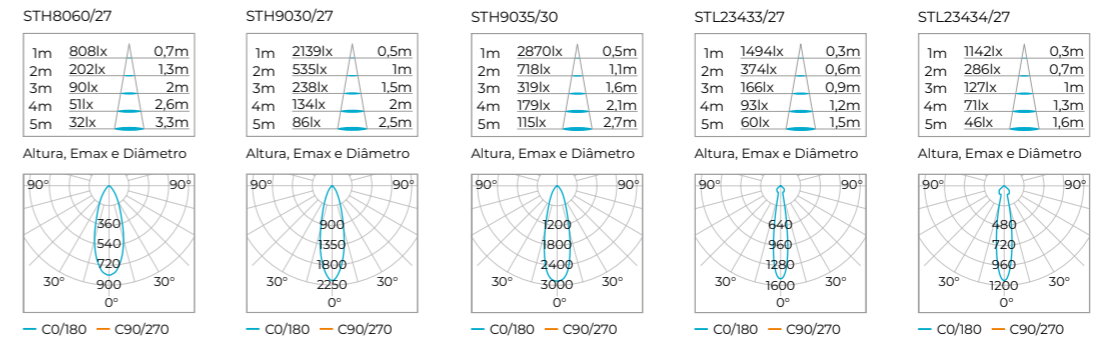 STH8060/27
1m 808lx 0,7m
2m 202lx 1,3m
3m 90lx 2m
4m 51lx 2,6m
5m 32lx 3,3m
Altura, Emax e Diâmetro
90° 90°
360
540
720
30° 900 30°
0°
C0/180 C90/270
STH9030/27
1m 2139lx 0,5m
2m 535lx 1m
3m 238lx 1,5m
4m 134lx 2m
5m 86lx 2,5m
Altura, Emax e Diâmetro
90° 90°
900
1350
1800
30° 2250 30°
0°
C0/180 C90/270
STH9035/30
1m 2870lx 0,5m
2m 718lx 1,1m
3m 319lx 1,6m
4m 179lx 2,1m
5m 115lx 2,7m
Altura, Emax e Diâmetro
90° 90°
1200
1800
2400
30° 3000 30°
0°
C0/180 C90/270
STL23433/27
1m 1494lx 0,3m
2m 374lx 0,6m
3m 166lx 0,9m
4m 93lx 1,2m
5m 60lx 1,5m
Altura, Emax e Diâmetro
90° 90°
640
960
1280
30° 1600 30°
0°
C0/180 C90/270
STL23434/27
1m 1142lx 0,3m
2m 286lx 0,7m
3m 127lx 1m
4m 71lx 1,3m
5m 46lx 1,6m
Altura, Emax e Diâmetro
90° 90°
480
720
960
30° 1200 30°
0°
C0/180 C90/270